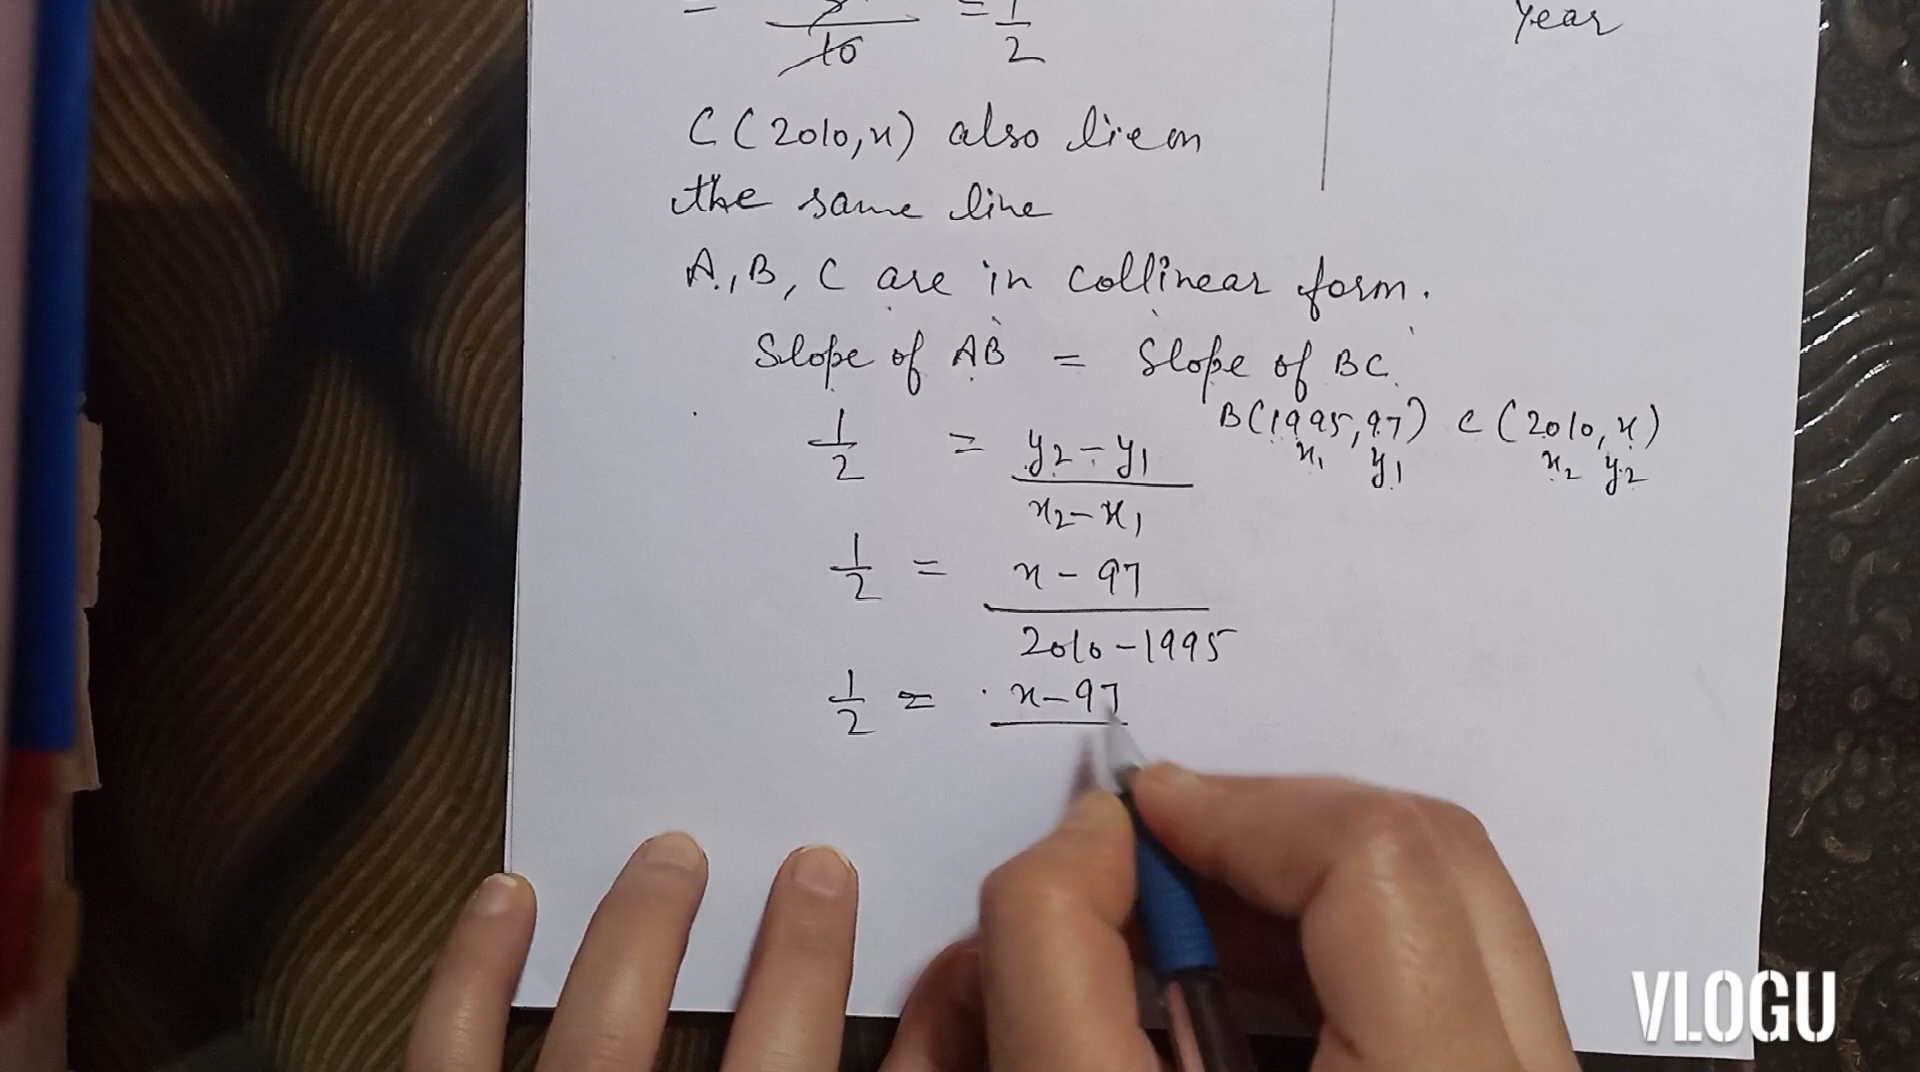 = 5/10 = 1/2
Year
C (2010, x) also lie on
the same line
A, B, C are in collinear form.
Slope of AB = Slope of BC
B(1995, 97) C (2010, x)
x₁ y₁ x₂ y₂
1/2 = y₂ - y₁ / x₂ - x₁
1/2 = x - 97 / 2010 - 1995
1/2 = x - 97
VLOGU